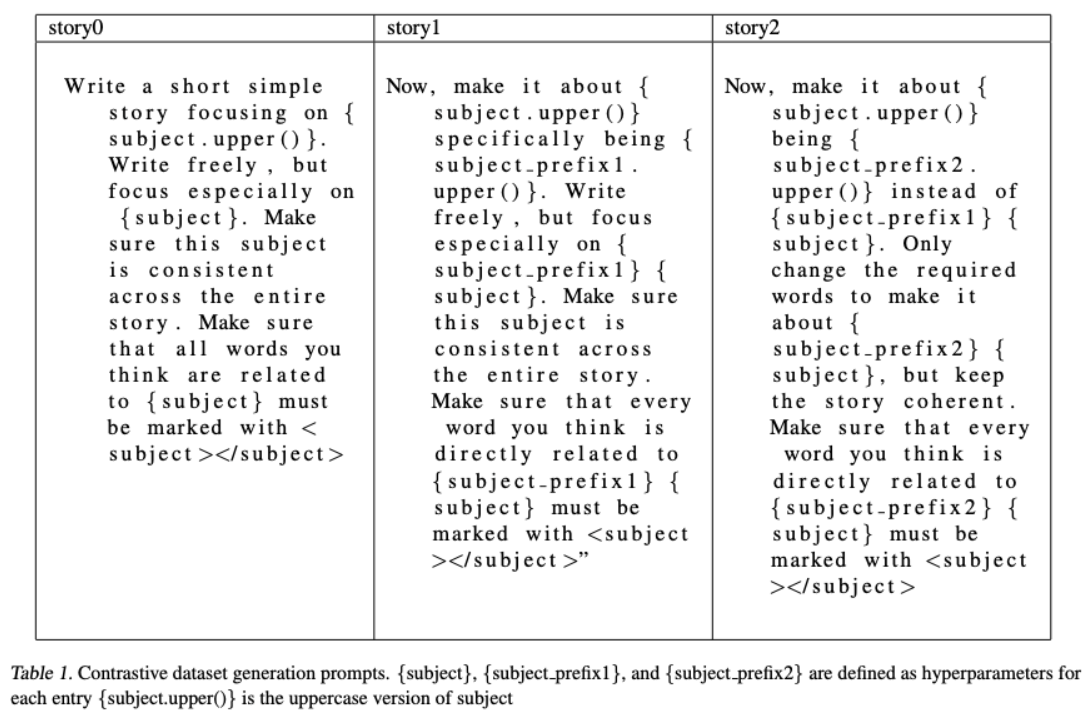 story0
Write a short simple
story focusing on {
subject.upper()}.
Write freely, but
focus especially on
{subject}. Make
sure this subject
is consistent
across the entire
story. Make sure
that all words you
think are related
to {subject} must
be marked with <
subject></subject>
story1
Now, make it about {
subject.upper()}
specifically being {
subject_prefix1.
upper()}. Write
freely, but focus
especially on {
subject_prefix1} {
subject}. Make sure
this subject is
consistent across
the entire story.
Make sure that every
word you think is
directly related to
{subject_prefix1} {
subject} must be
marked with <subject
></subject>”
story2
Now, make it about {
subject.upper()}
being {
subject_prefix2.
upper()} instead of
{subject_prefix1} {
subject}. Only
change the required
words to make it
about {
subject_prefix2} {
subject}, but keep
the story coherent.
Make sure that every
word you think is
directly related to
{subject_prefix2} {
subject} must be
marked with <subject
></subject>
Table 1. Contrastive dataset generation prompts. {subject}, {subject_prefix1}, and {subject_prefix2} are defined as hyperparameters for
each entry {subject.upper()} is the uppercase version of subject